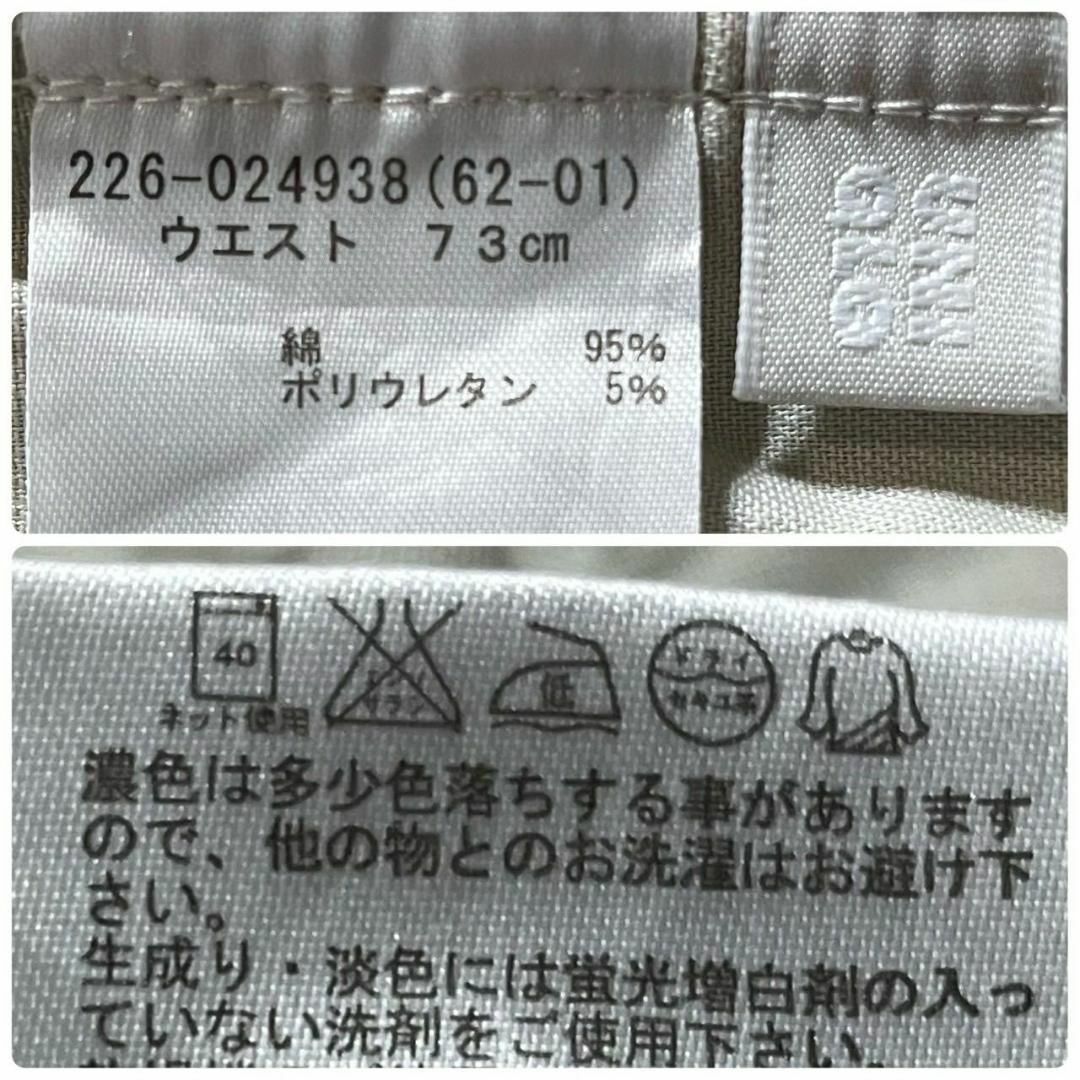 226-024938(62-01)
ウエスト 73cm
綿 95%
ポリウレタン 5%
40
ネット使用
低
ドライ
セキユ系
濃色は多少色落ちする事があります
ので、他の物とのお洗濯はお避け下
さい。
生成り・淡色には蛍光増白剤の入っ
ていない洗剤をご使用下さい。